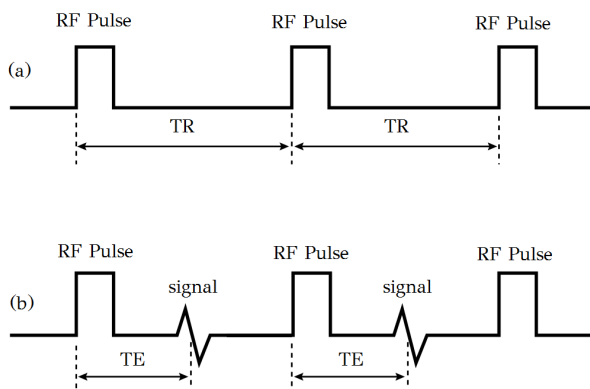 RF Pulse RF Pulse RF Pulse
(a)
TR TR
RF Pulse RF Pulse RF Pulse
signal signal
(b)
TE TE